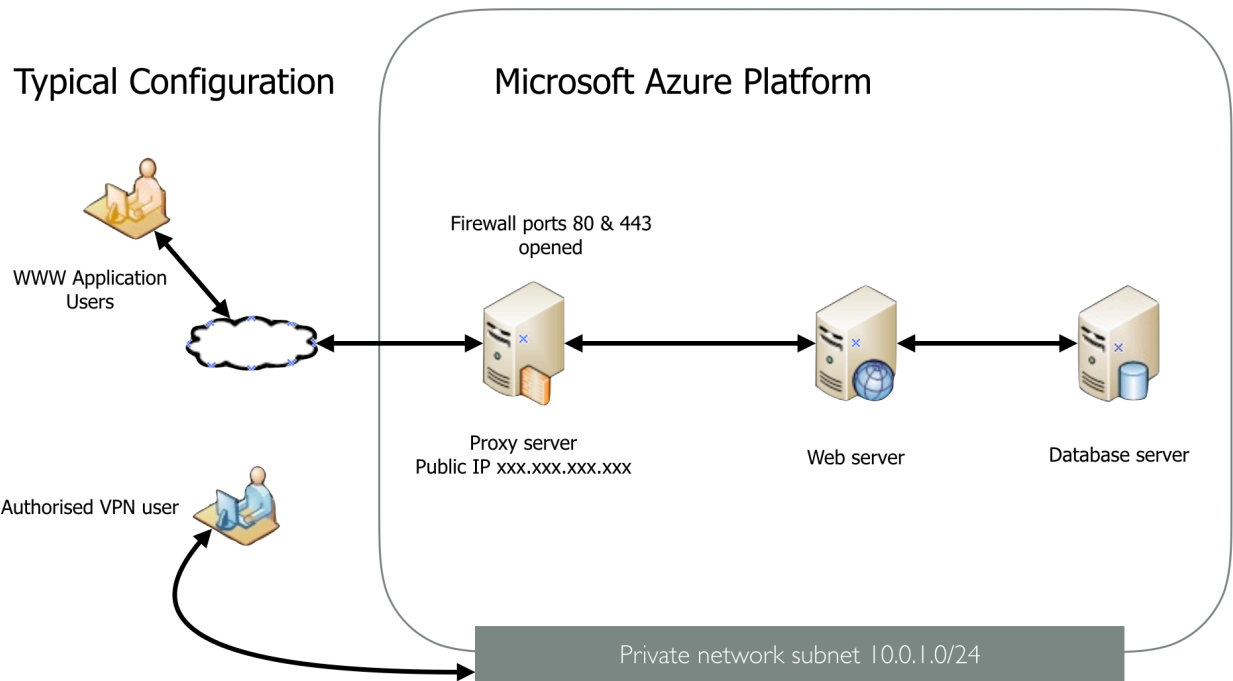 Typical Configuration
Microsoft Azure Platform
Firewall ports 80 & 443
opened
WWW Application
Users
Proxy server
Public IP xxx.xxx.xxx.xxx
Web server
Database server
Authorised VPN user
Private network subnet 10.0.1.0/24